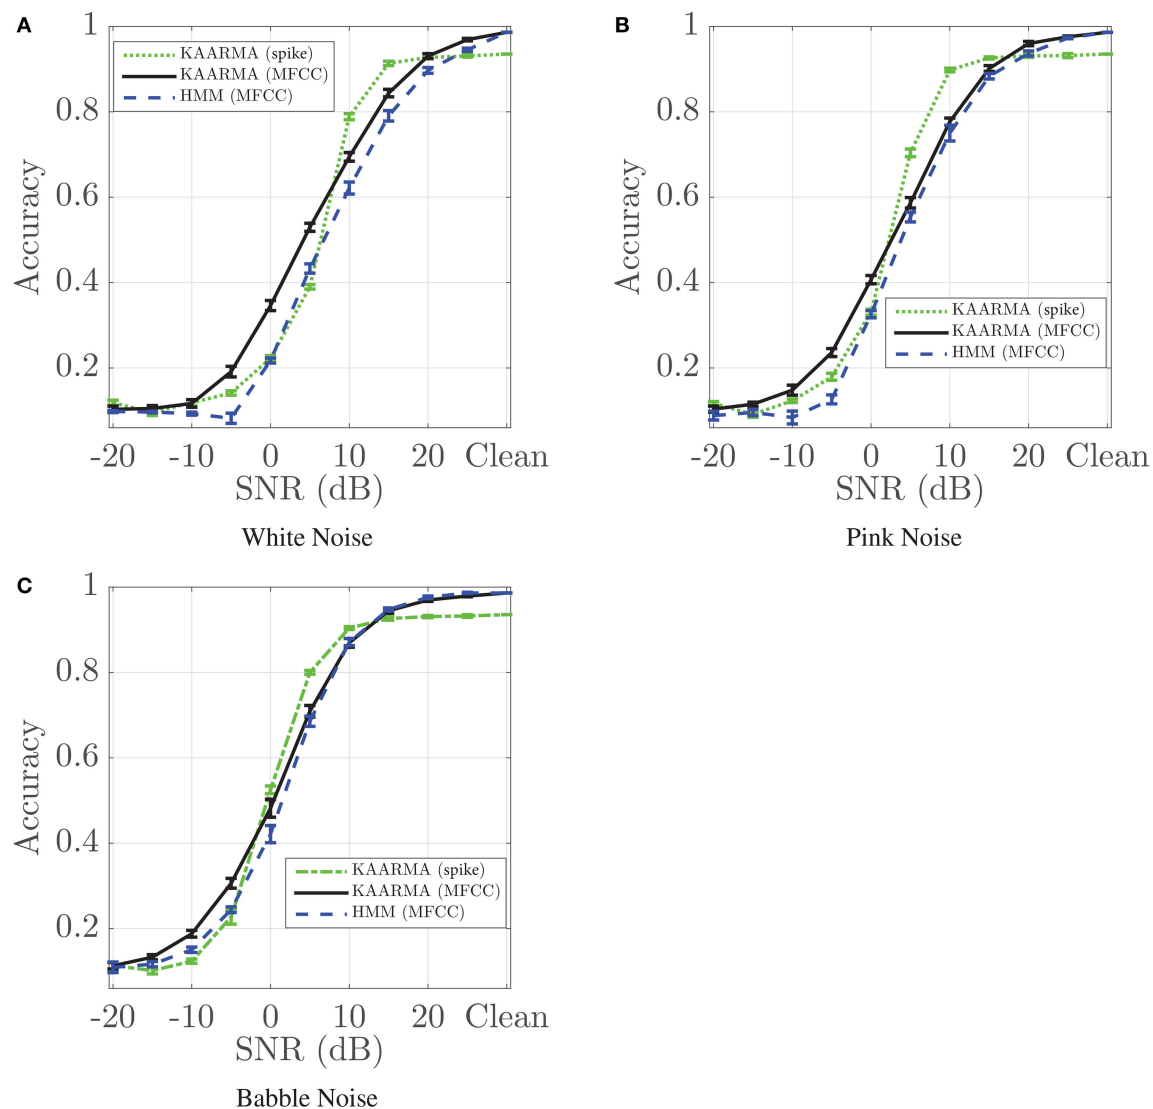 A
1
0.8
0.6
0.4
0.2
Accuracy
KAARMA (spike)
KAARMA (MFCC)
HMM (MFCC)
-20 -10 0 10 20 Clean
SNR (dB)
White Noise
B
1
0.8
0.6
0.4
0.2
Accuracy
KAARMA (spike)
KAARMA (MFCC)
HMM (MFCC)
-20 -10 0 10 20 Clean
SNR (dB)
Pink Noise
C
1
0.8
0.6
0.4
0.2
Accuracy
KAARMA (spike)
KAARMA (MFCC)
HMM (MFCC)
-20 -10 0 10 20 Clean
SNR (dB)
Babble Noise